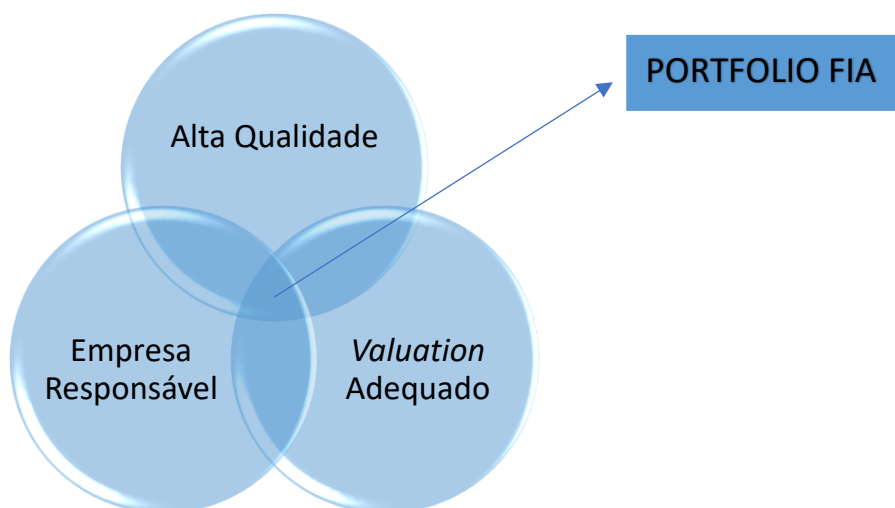 PORTFOLIO FIA
Alta Qualidade
Empresa
Responsável
Valuation
Adequado